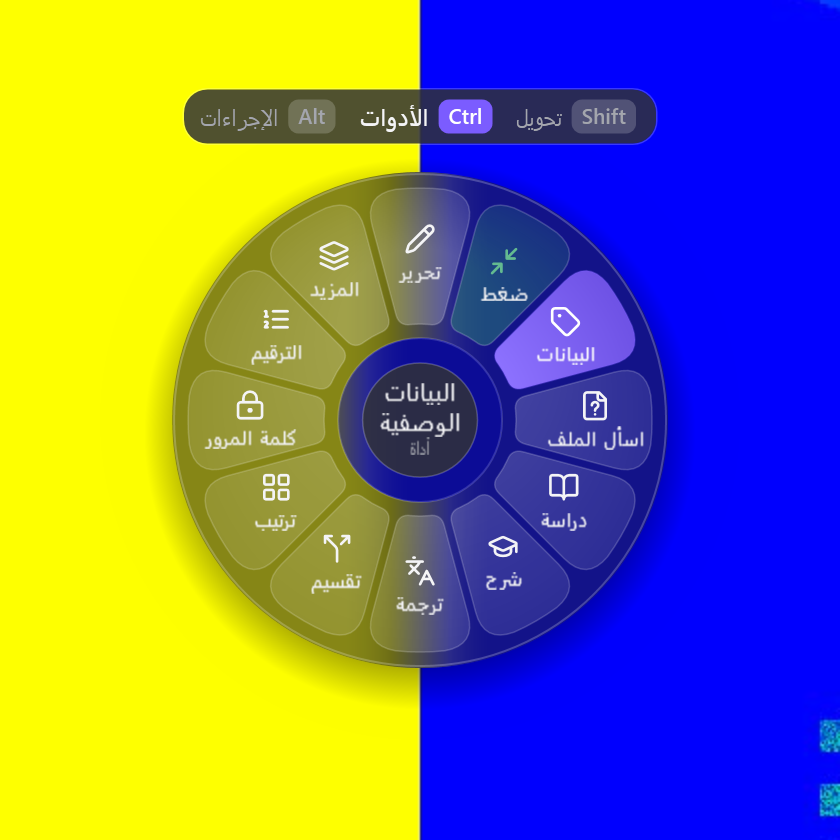 Shift تحويل
Ctrl الأدوات
Alt الإجراءات
تحرير
ضغط
البيانات
اسأل الملف
دراسة
شرح
ترجمة
تقسيم
ترتيب
كلمة المرور
الترقيم
المزيد
البيانات
الوصفية
أداة